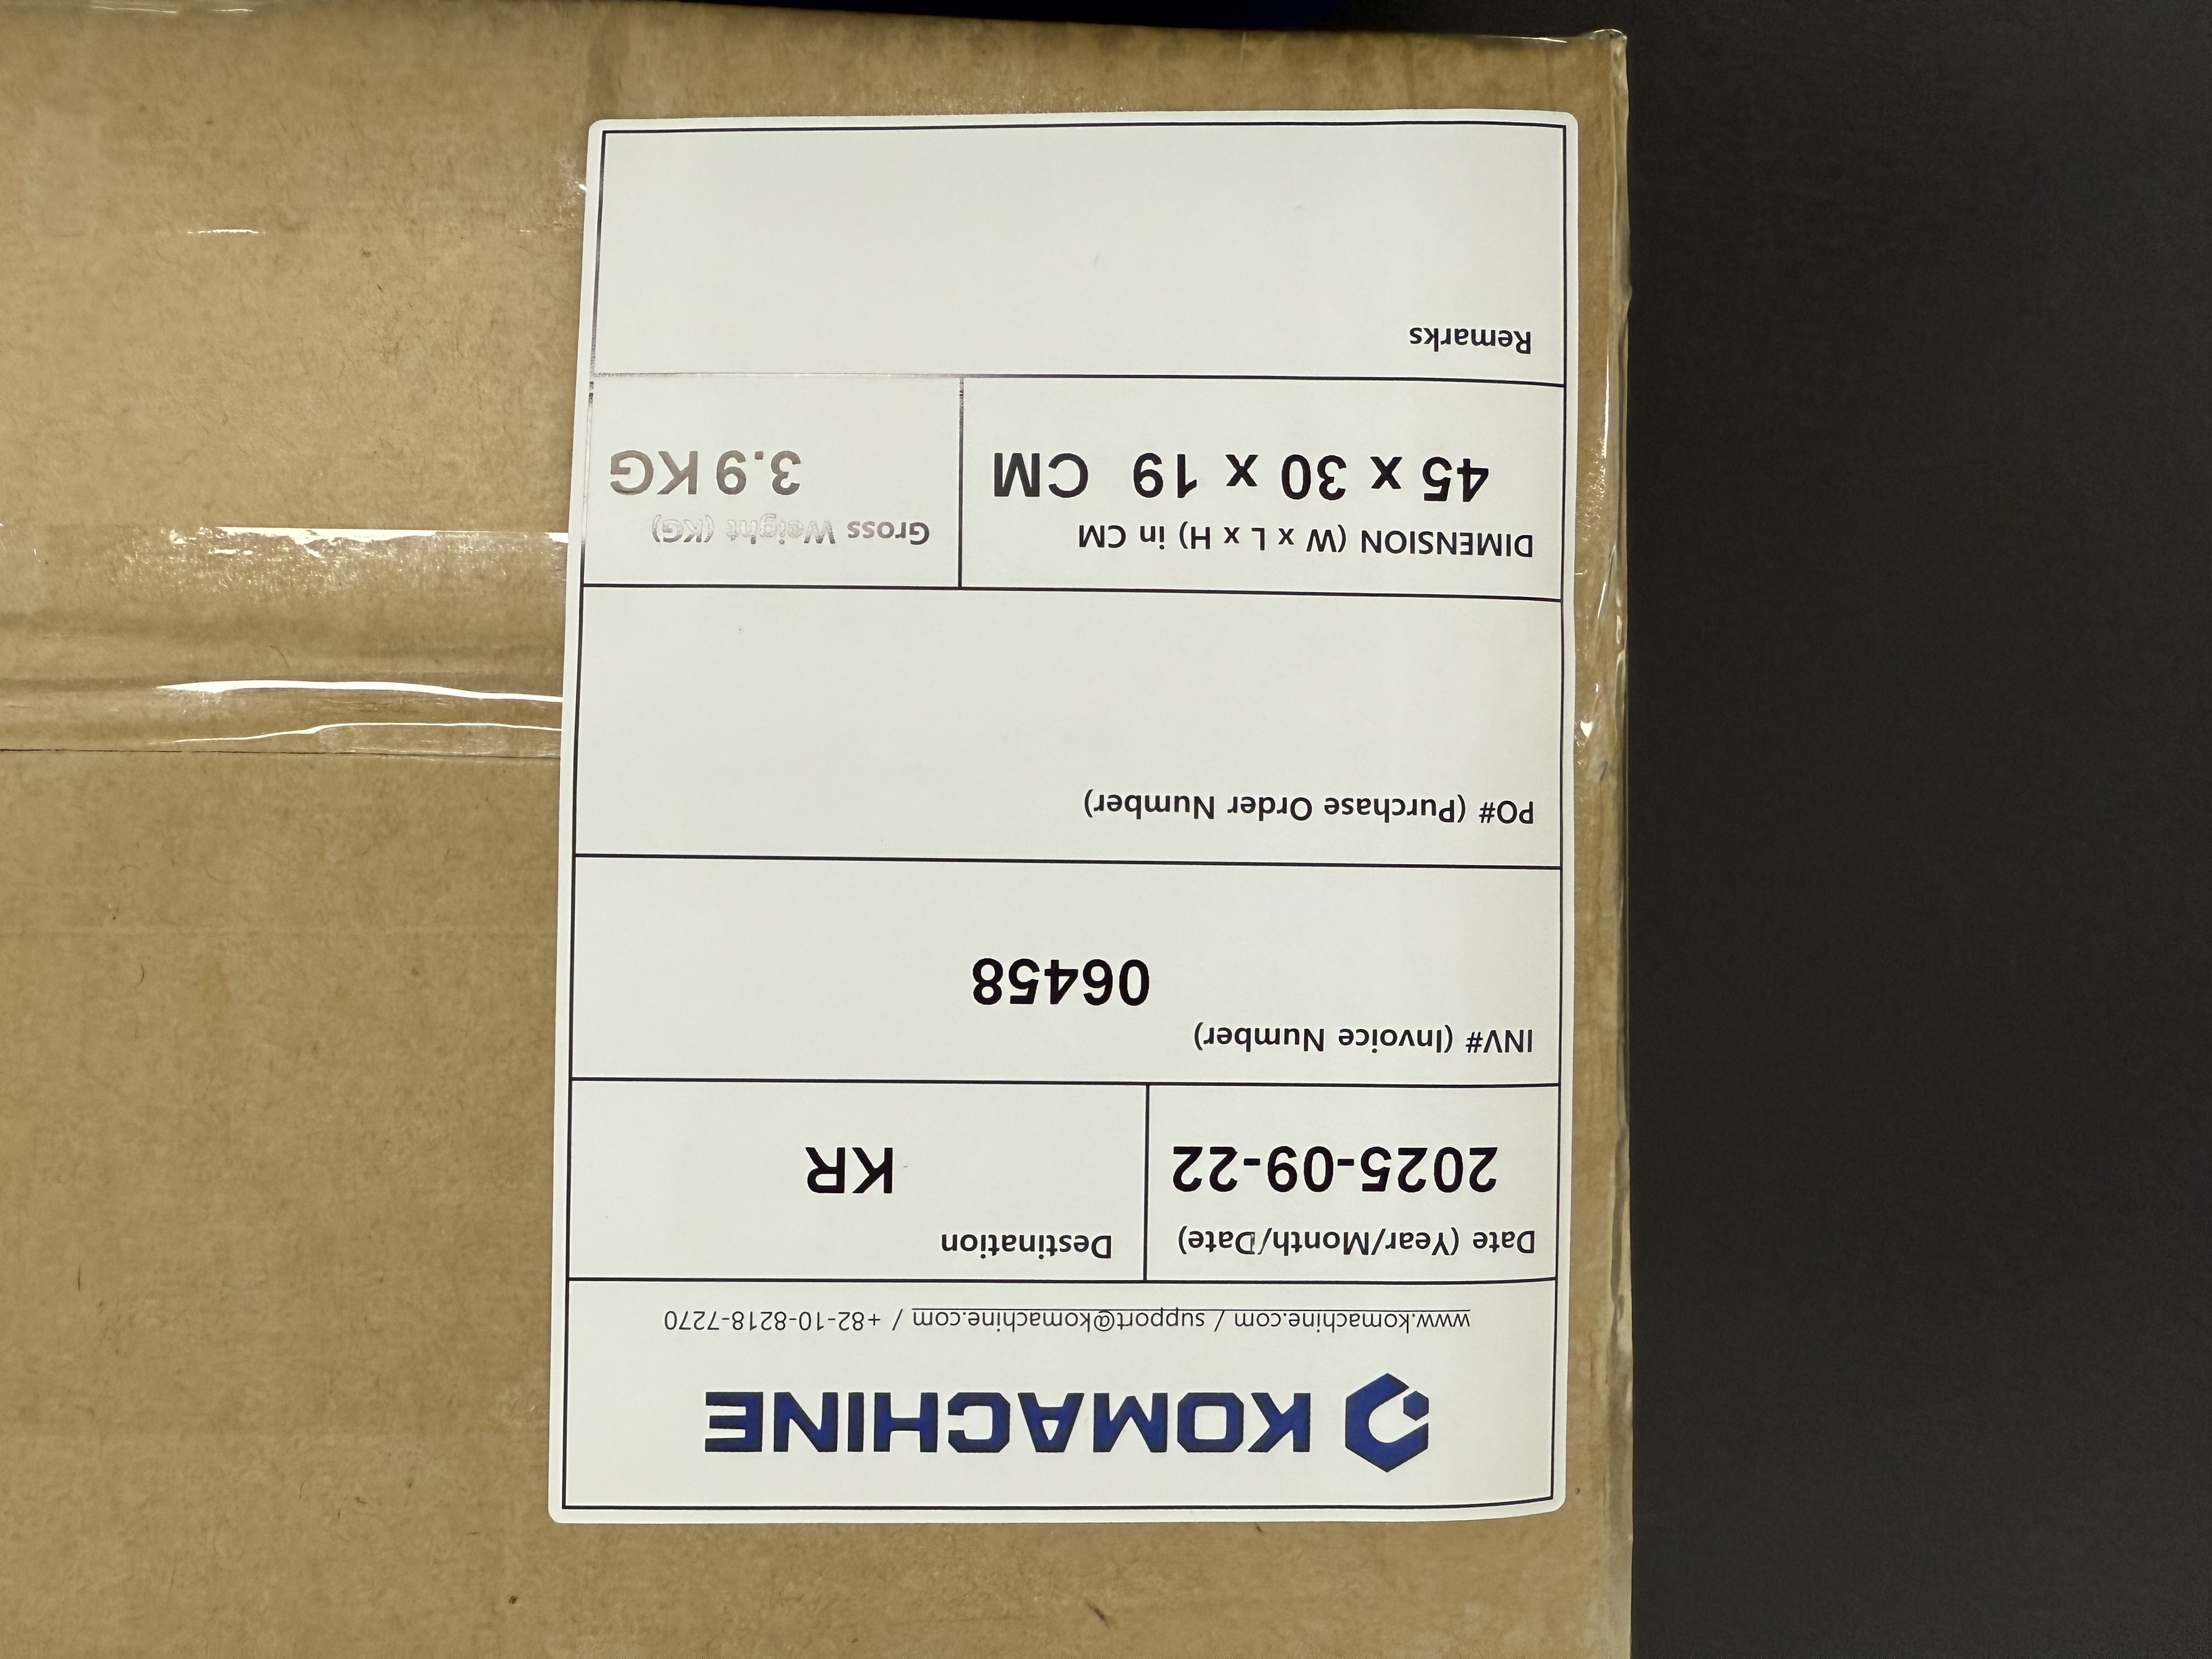 KOMACHINE
www.komachine.com / support@komachine.com / +82-10-8218-7270
Date (Year/Month/Date)
2025-09-22
Destination
KR
INV# (Invoice Number)
06458
PO# (Purchase Order Number)
DIMENSION (W x L x H) in CM
45 x 30 x 19 CM
Gross Weight (KG)
3.9 KG
Remarks